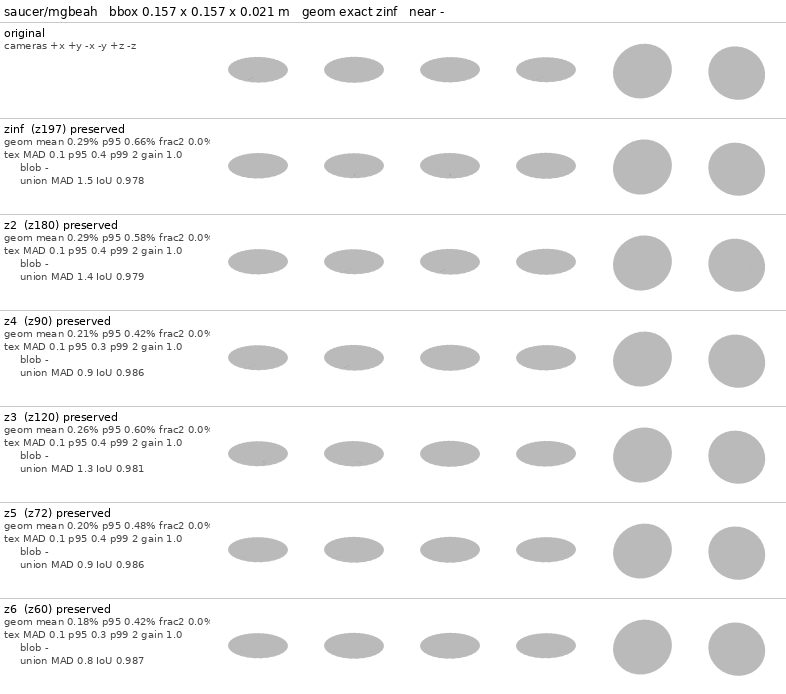 saucer/mgbeah   bbox 0.157 x 0.157 x 0.021 m   geom exact zinf   near -
original
cameras +x +y -x -y +z -z
zinf  (z197) preserved
geom mean 0.29% p95 0.66% frac2 0.0%
tex MAD 0.1 p95 0.4 p99 2 gain 1.0
blob -
union MAD 1.5 IoU 0.978
z2  (z180) preserved
geom mean 0.29% p95 0.58% frac2 0.0%
tex MAD 0.1 p95 0.4 p99 2 gain 1.0
blob -
union MAD 1.4 IoU 0.979
z4  (z90) preserved
geom mean 0.21% p95 0.42% frac2 0.0%
tex MAD 0.1 p95 0.3 p99 2 gain 1.0
blob -
union MAD 0.9 IoU 0.986
z3  (z120) preserved
geom mean 0.26% p95 0.60% frac2 0.0%
tex MAD 0.1 p95 0.4 p99 2 gain 1.0
blob -
union MAD 1.3 IoU 0.981
z5  (z72) preserved
geom mean 0.20% p95 0.48% frac2 0.0%
tex MAD 0.1 p95 0.4 p99 2 gain 1.0
blob -
union MAD 0.9 IoU 0.986
z6  (z60) preserved
geom mean 0.18% p95 0.42% frac2 0.0%
tex MAD 0.1 p95 0.3 p99 2 gain 1.0
blob -
union MAD 0.8 IoU 0.987